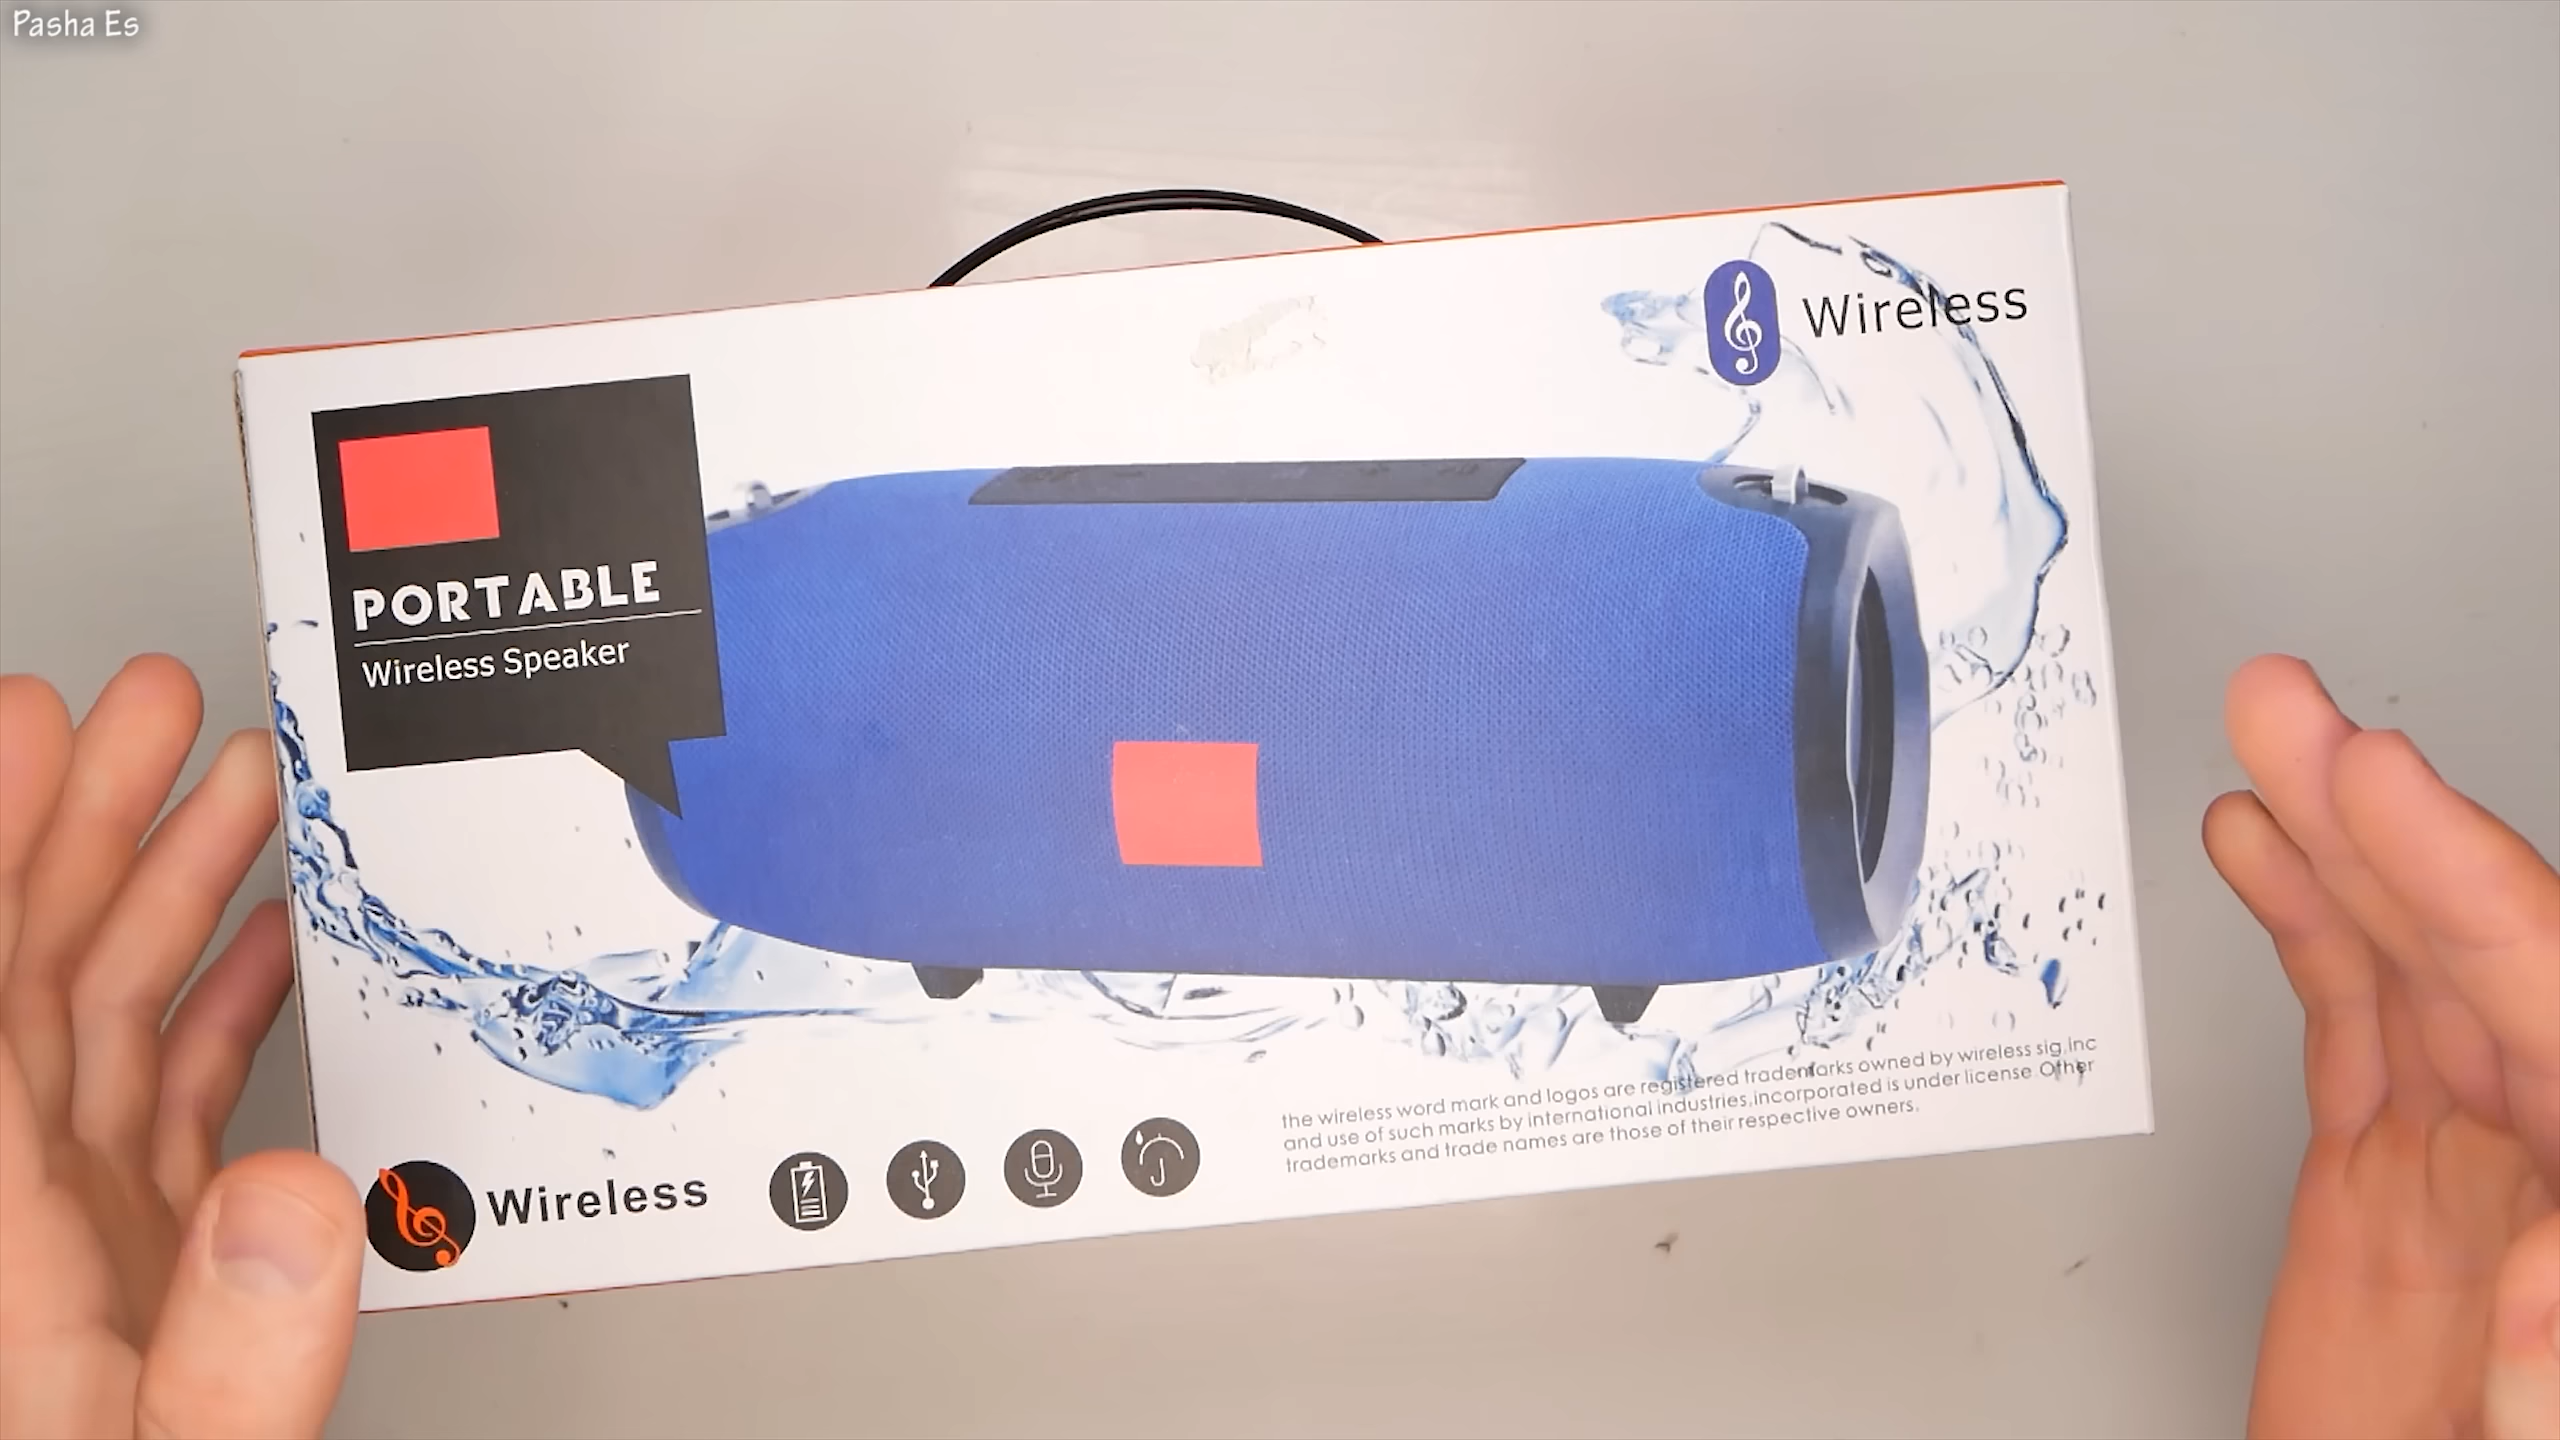 Pasha Es
Wireless
PORTABLE
Wireless Speaker
the wireless word mark and logos are registered trademarks owned by wireless sig,inc
and use of such marks by international industries,incorporated is under license Other
trademarks and trade names are those of their respective owners.
Wireless